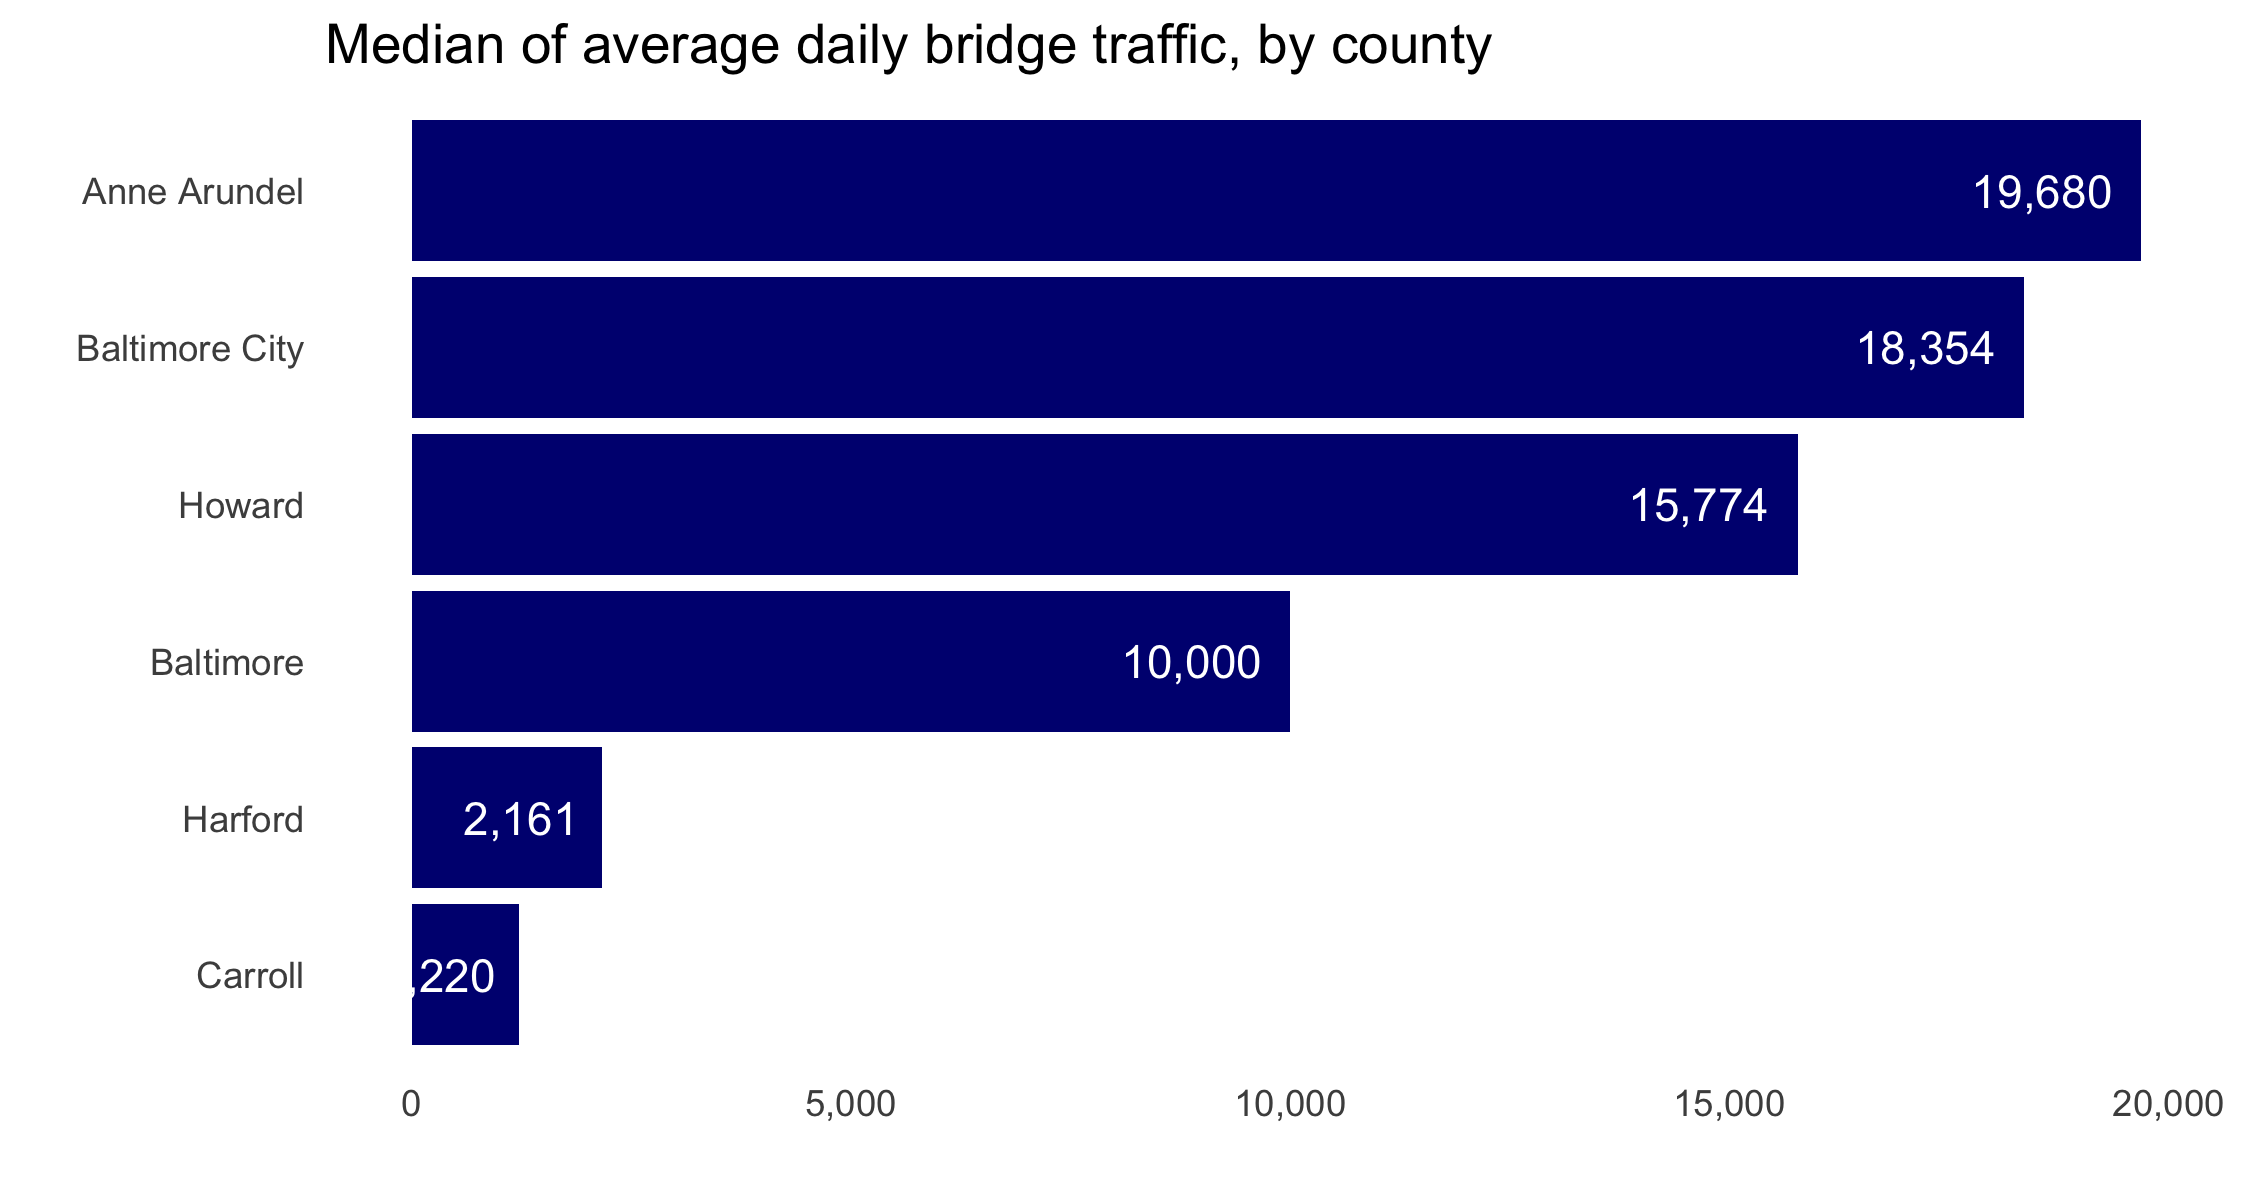 Median of average daily bridge traffic, by county
Anne Arundel 19,680
Baltimore City 18,354
Howard 15,774
Baltimore 10,000
Harford 2,161
Carroll ,220
0 5,000 10,000 15,000 20,000